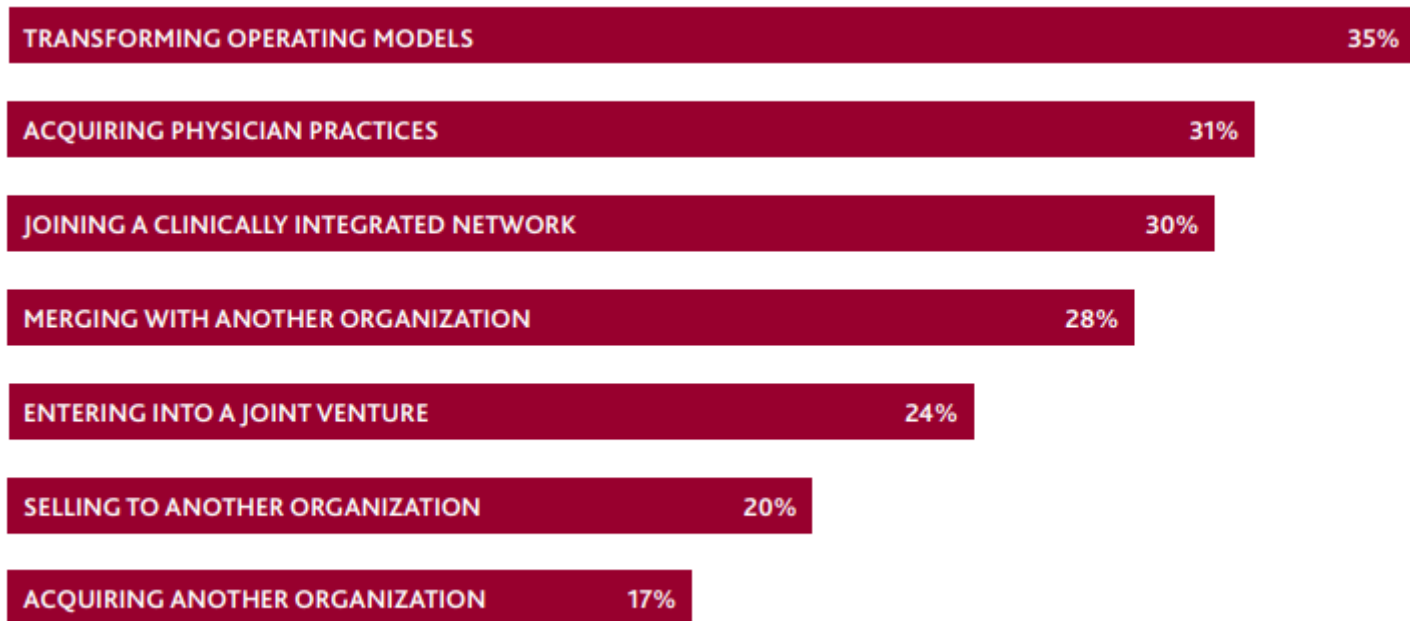 TRANSFORMING OPERATING MODELS 35%
ACQUIRING PHYSICIAN PRACTICES 31%
JOINING A CLINICALLY INTEGRATED NETWORK 30%
MERGING WITH ANOTHER ORGANIZATION 28%
ENTERING INTO A JOINT VENTURE 24%
SELLING TO ANOTHER ORGANIZATION 20%
ACQUIRING ANOTHER ORGANIZATION 17%